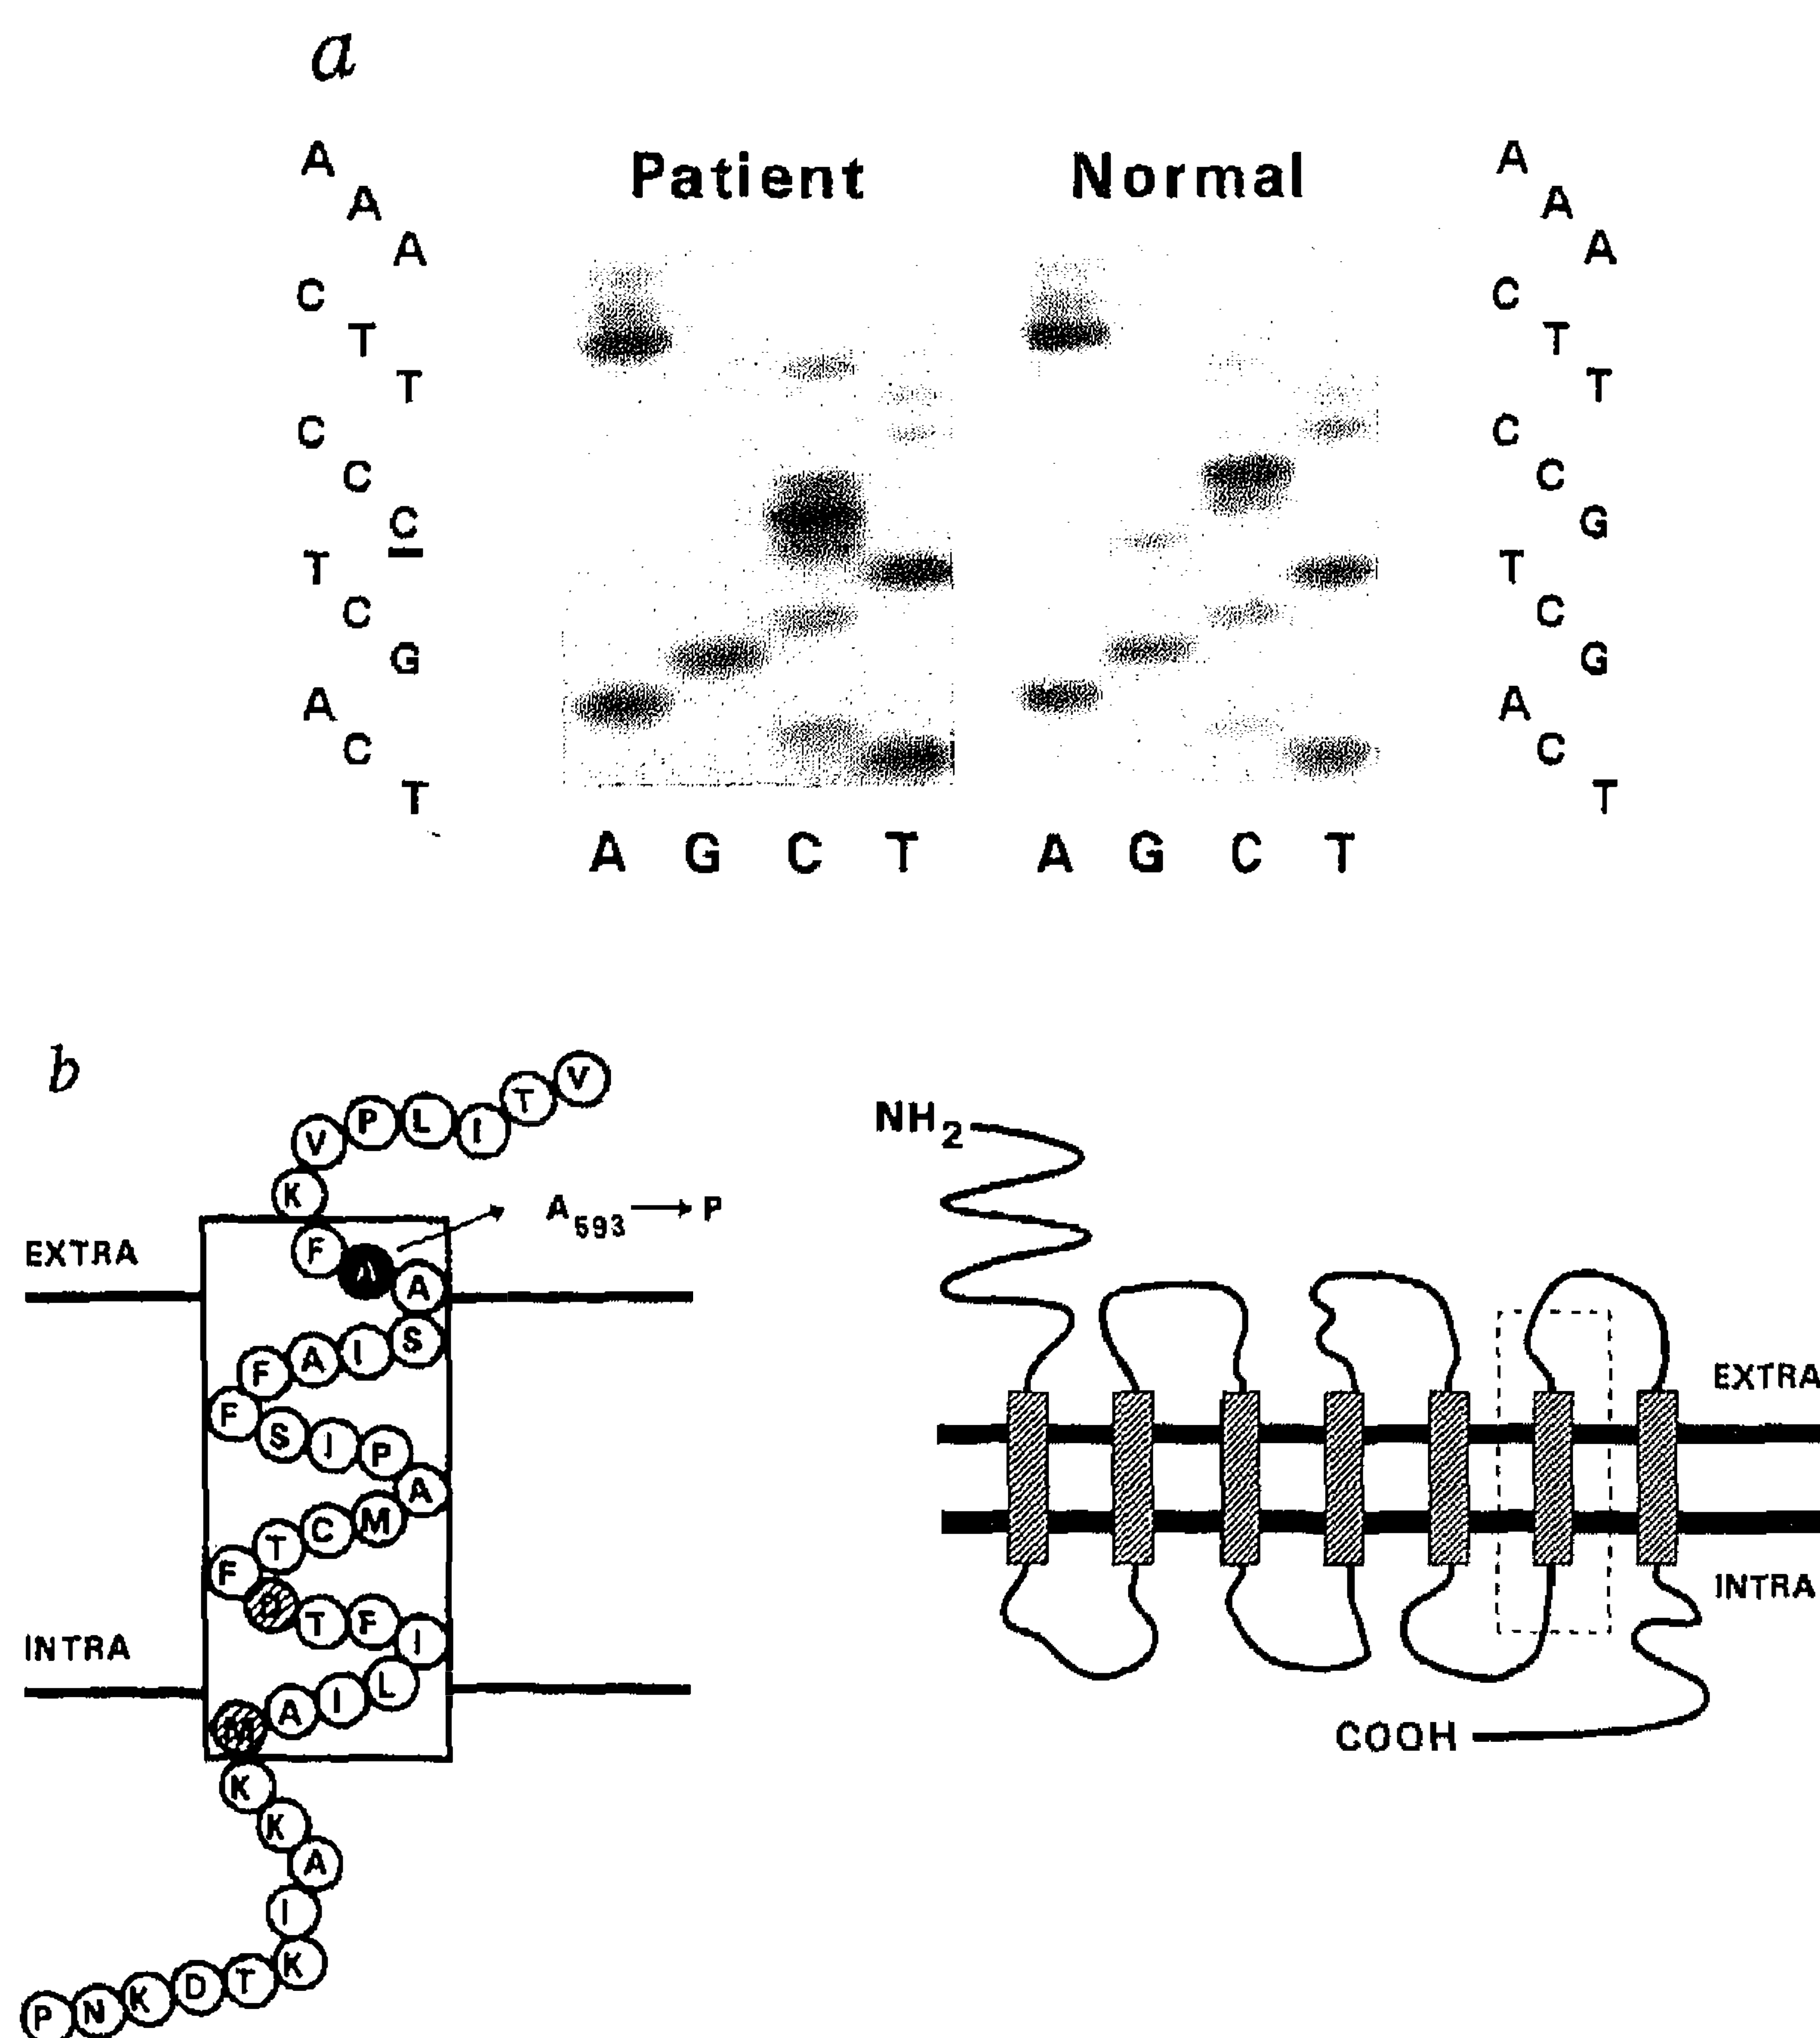 a
Patient Normal
A
A
A
C
T
T
C
C
C
T
C
G
A
C
T
A
A
A
C
T
T
C
C
G
T
C
G
A
C
T
A G C T A G C T
b
V
T
I
L
P
V
K
F
A
A
S
I
A
F
F
S
I
P
A
M
C
T
F
T
F
I
L
I
A
M
K
K
A
I
K
T
D
K
N
P
A593 → P
EXTRA
INTRA
NH2
EXTRA
INTRA
COOH